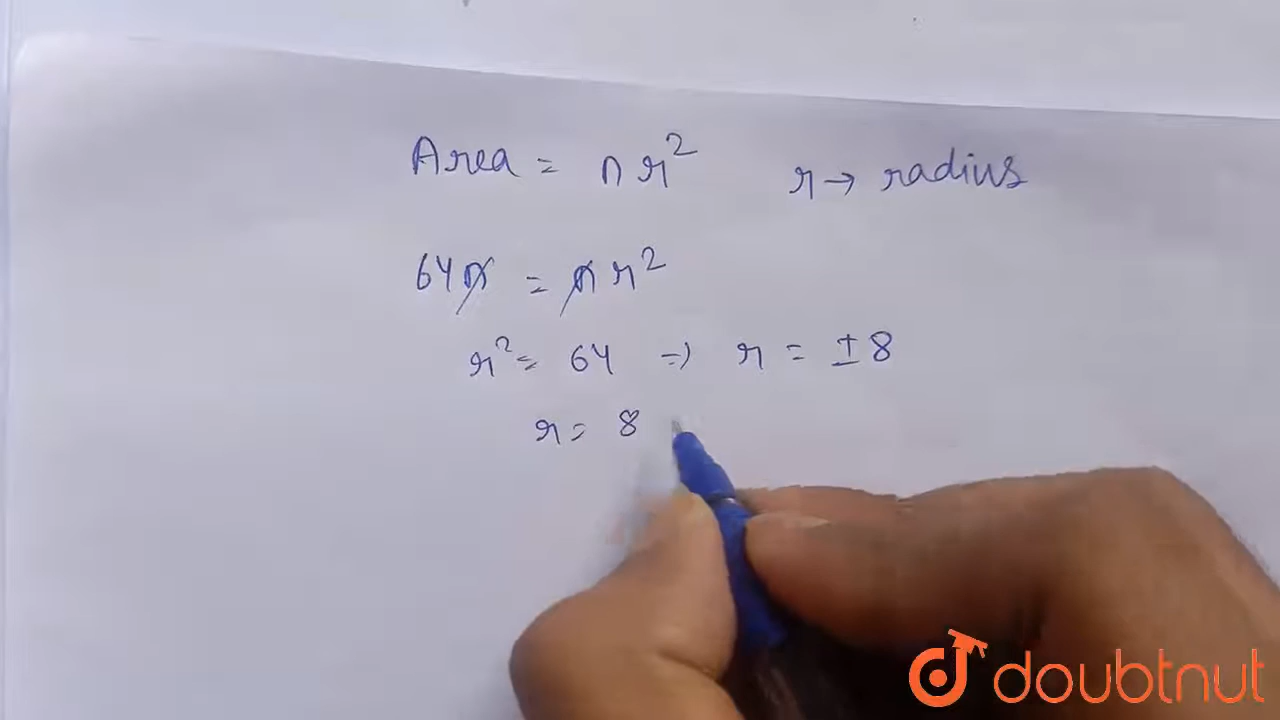 Area = πr² r → radius
64π = πr²
r² = 64 ⇒ r = ±8
r = 8
doubtnut